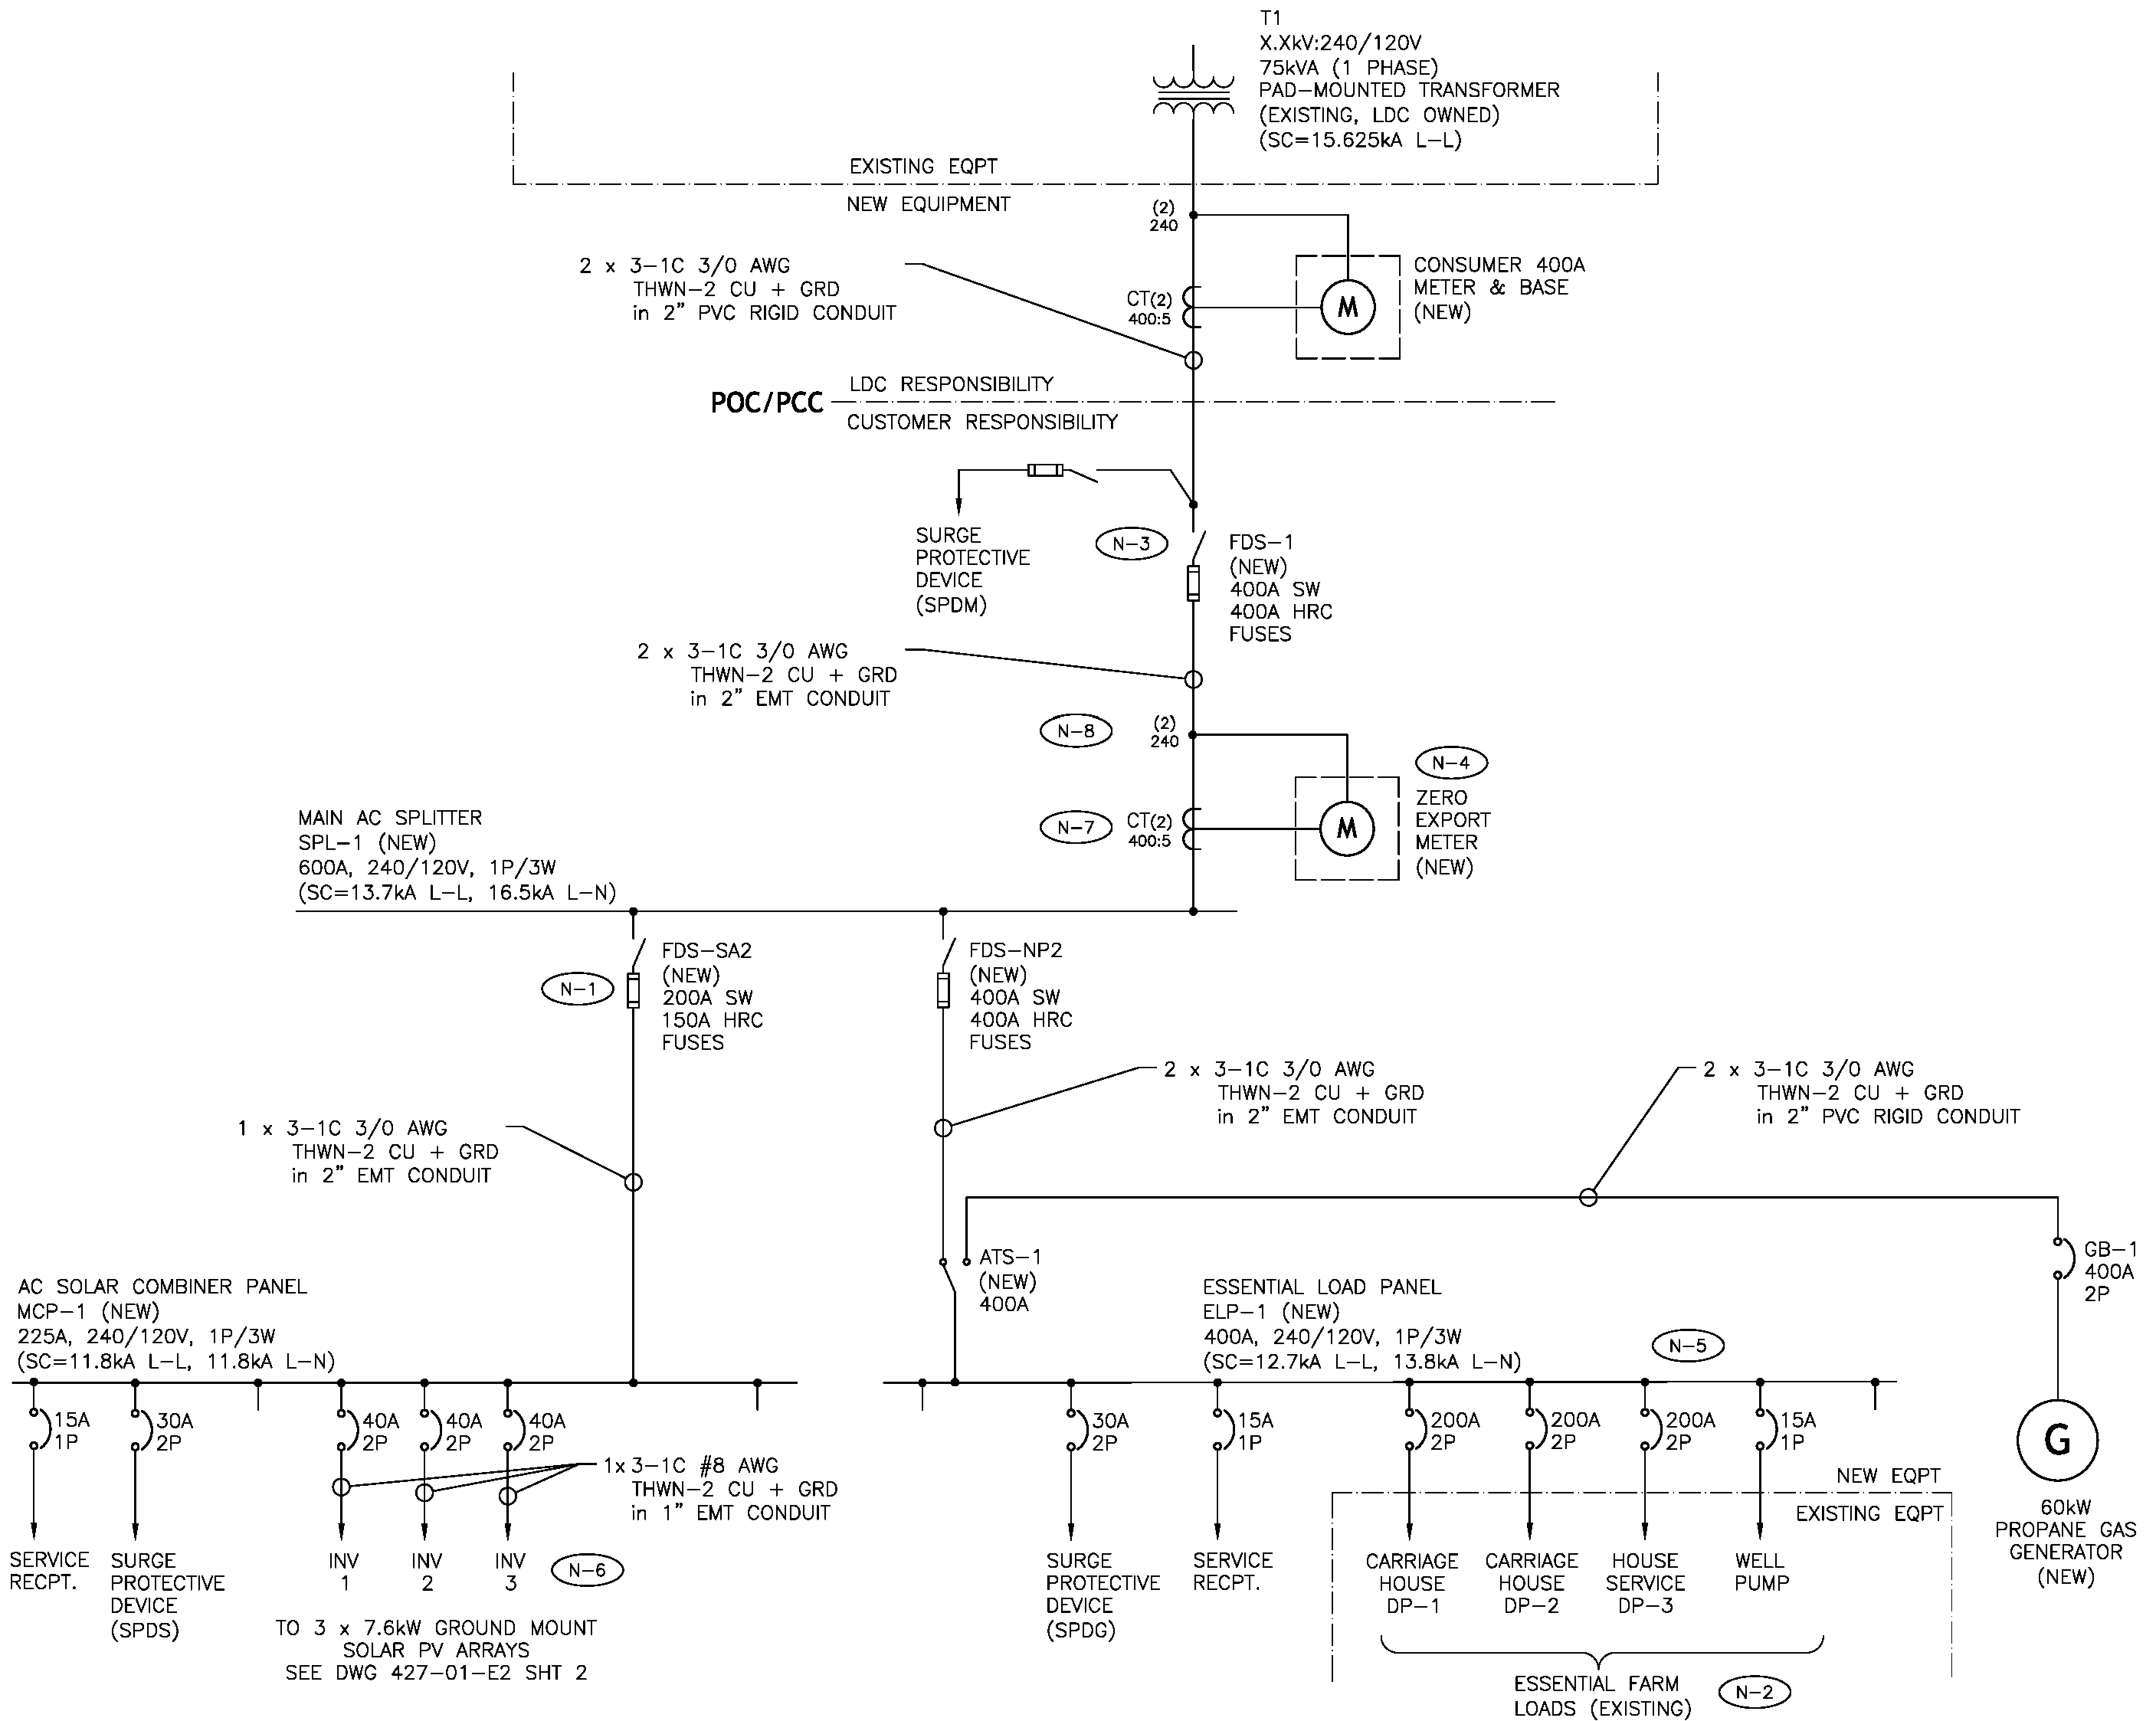 T1
X.XkV:240/120V
75kVA (1 PHASE)
PAD-MOUNTED TRANSFORMER
(EXISTING, LDC OWNED)
(SC=15.625kA L-L)
EXISTING EQPT
NEW EQUIPMENT
(2)
240
2 x 3-1C 3/0 AWG
THWN-2 CU + GRD
in 2" PVC RIGID CONDUIT
CT(2)
400:5
M
CONSUMER 400A
METER & BASE
(NEW)
LDC RESPONSIBILITY
POC/PCC
CUSTOMER RESPONSIBILITY
SURGE
PROTECTIVE
DEVICE
(SPDM)
N-3
FDS-1
(NEW)
400A SW
400A HRC
FUSES
2 x 3-1C 3/0 AWG
THWN-2 CU + GRD
in 2" EMT CONDUIT
N-8
(2)
240
N-4
N-7
CT(2)
400:5
M
ZERO
EXPORT
METER
(NEW)
MAIN AC SPLITTER
SPL-1 (NEW)
600A, 240/120V, 1P/3W
(SC=13.7kA L-L, 16.5kA L-N)
N-1
FDS-SA2
(NEW)
200A SW
150A HRC
FUSES
FDS-NP2
(NEW)
400A SW
400A HRC
FUSES
2 x 3-1C 3/0 AWG
THWN-2 CU + GRD
in 2" EMT CONDUIT
2 x 3-1C 3/0 AWG
THWN-2 CU + GRD
in 2" PVC RIGID CONDUIT
1 x 3-1C 3/0 AWG
THWN-2 CU + GRD
in 2" EMT CONDUIT
ATS-1
(NEW)
400A
GB-1
400A
2P
AC SOLAR COMBINER PANEL
MCP-1 (NEW)
225A, 240/120V, 1P/3W
(SC=11.8kA L-L, 11.8kA L-N)
ESSENTIAL LOAD PANEL
ELP-1 (NEW)
400A, 240/120V, 1P/3W
(SC=12.7kA L-L, 13.8kA L-N)
N-5
15A
1P
30A
2P
40A
2P
40A
2P
40A
2P
1x 3-1C #8 AWG
THWN-2 CU + GRD
in 1" EMT CONDUIT
30A
2P
15A
1P
200A
2P
200A
2P
200A
2P
15A
1P
G
NEW EQPT
EXISTING EQPT
60kW
PROPANE GAS
GENERATOR
(NEW)
SERVICE
RECPT.
SURGE
PROTECTIVE
DEVICE
(SPDS)
INV
1
INV
2
INV
3
N-6
TO 3 x 7.6kW GROUND MOUNT
SOLAR PV ARRAYS
SEE DWG 427-01-E2 SHT 2
SURGE
PROTECTIVE
DEVICE
(SPDG)
SERVICE
RECPT.
CARRIAGE
HOUSE
DP-1
CARRIAGE
HOUSE
DP-2
HOUSE
SERVICE
DP-3
WELL
PUMP
ESSENTIAL FARM
LOADS (EXISTING)
N-2